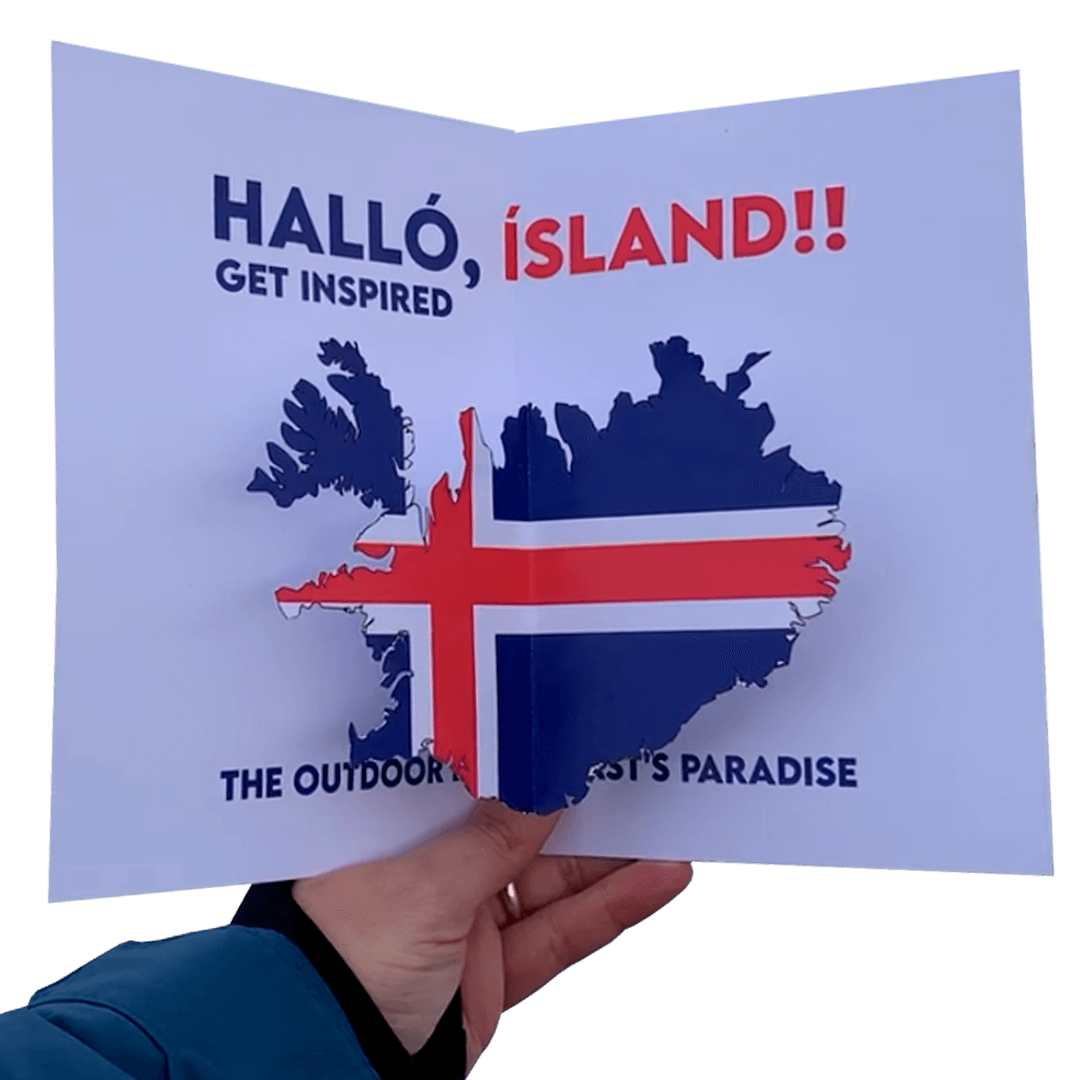 HALLÓ, ÍSLAND!!
GET INSPIRED
THE OUTDOOR PARADISE